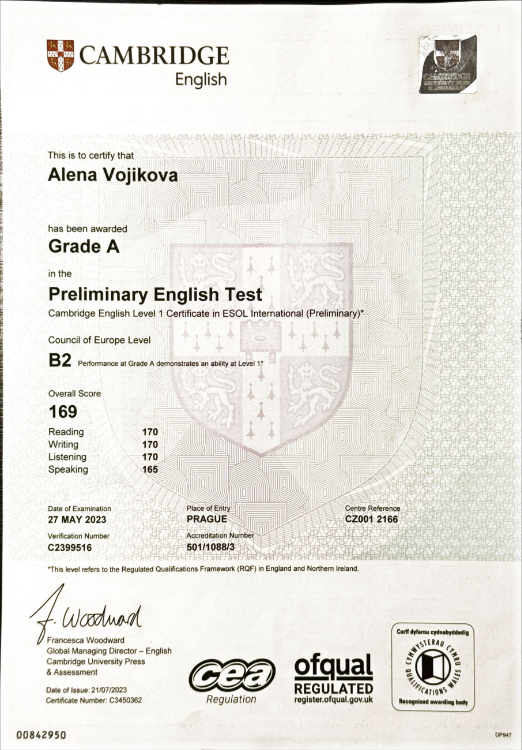 CAMBRIDGE
English
This is to certify that
Alena Vojikova
has been awarded
Grade A
in the
Preliminary English Test
Cambridge English Level 1 Certificate in ESOL International (Preliminary)*
Council of Europe Level
B2 Performance at Grade A demonstrates an ability at Level 1*
Overall Score
169
Reading 170
Writing 170
Listening 170
Speaking 165
Date of Examination Place of Entry Centre Reference
27 MAY 2023 PRAGUE CZ001 2166
Verification Number Accreditation Number
C2399516 501/1088/3
*This level refers to the Regulated Qualifications Framework (RQF) in England and Northern Ireland.
F. Woodward
Francesca Woodward
Global Managing Director – English
Cambridge University Press
& Assessment
Date of Issue: 21/07/2023
Certificate Number: C3450362
cea
Regulation
ofqual
REGULATED
register.ofqual.gov.uk
Corff dyfarnu cydnabyddedig
CYMWYSTERAU CYMRU
QUALIFICATIONS WALES
Recognised awarding body
00842950
DP847